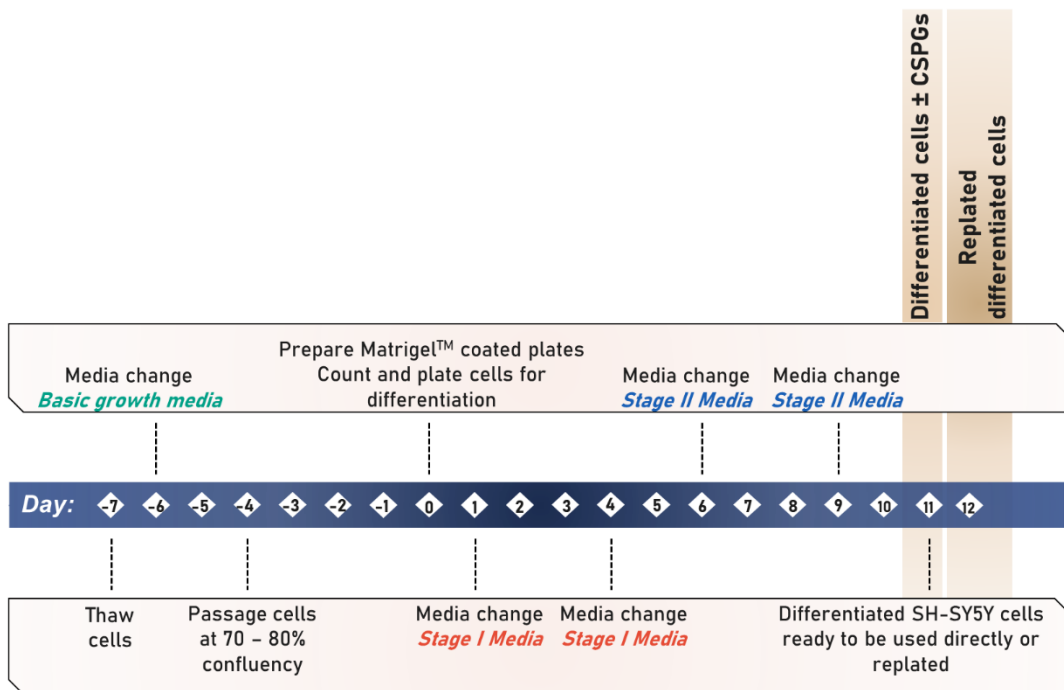 Differentiated cells ± CSPGs
Replated
differentiated cells
Media change
Basic growth media
Prepare Matrigel™ coated plates
Count and plate cells for
differentiation
Media change
Stage II Media
Media change
Stage II Media
Day: -7 -6 -5 -4 -3 -2 -1 0 1 2 3 4 5 6 7 8 9 10 11 12
Thaw
cells
Passage cells
at 70 – 80%
confluency
Media change
Stage I Media
Media change
Stage I Media
Differentiated SH-SY5Y cells
ready to be used directly or
replated